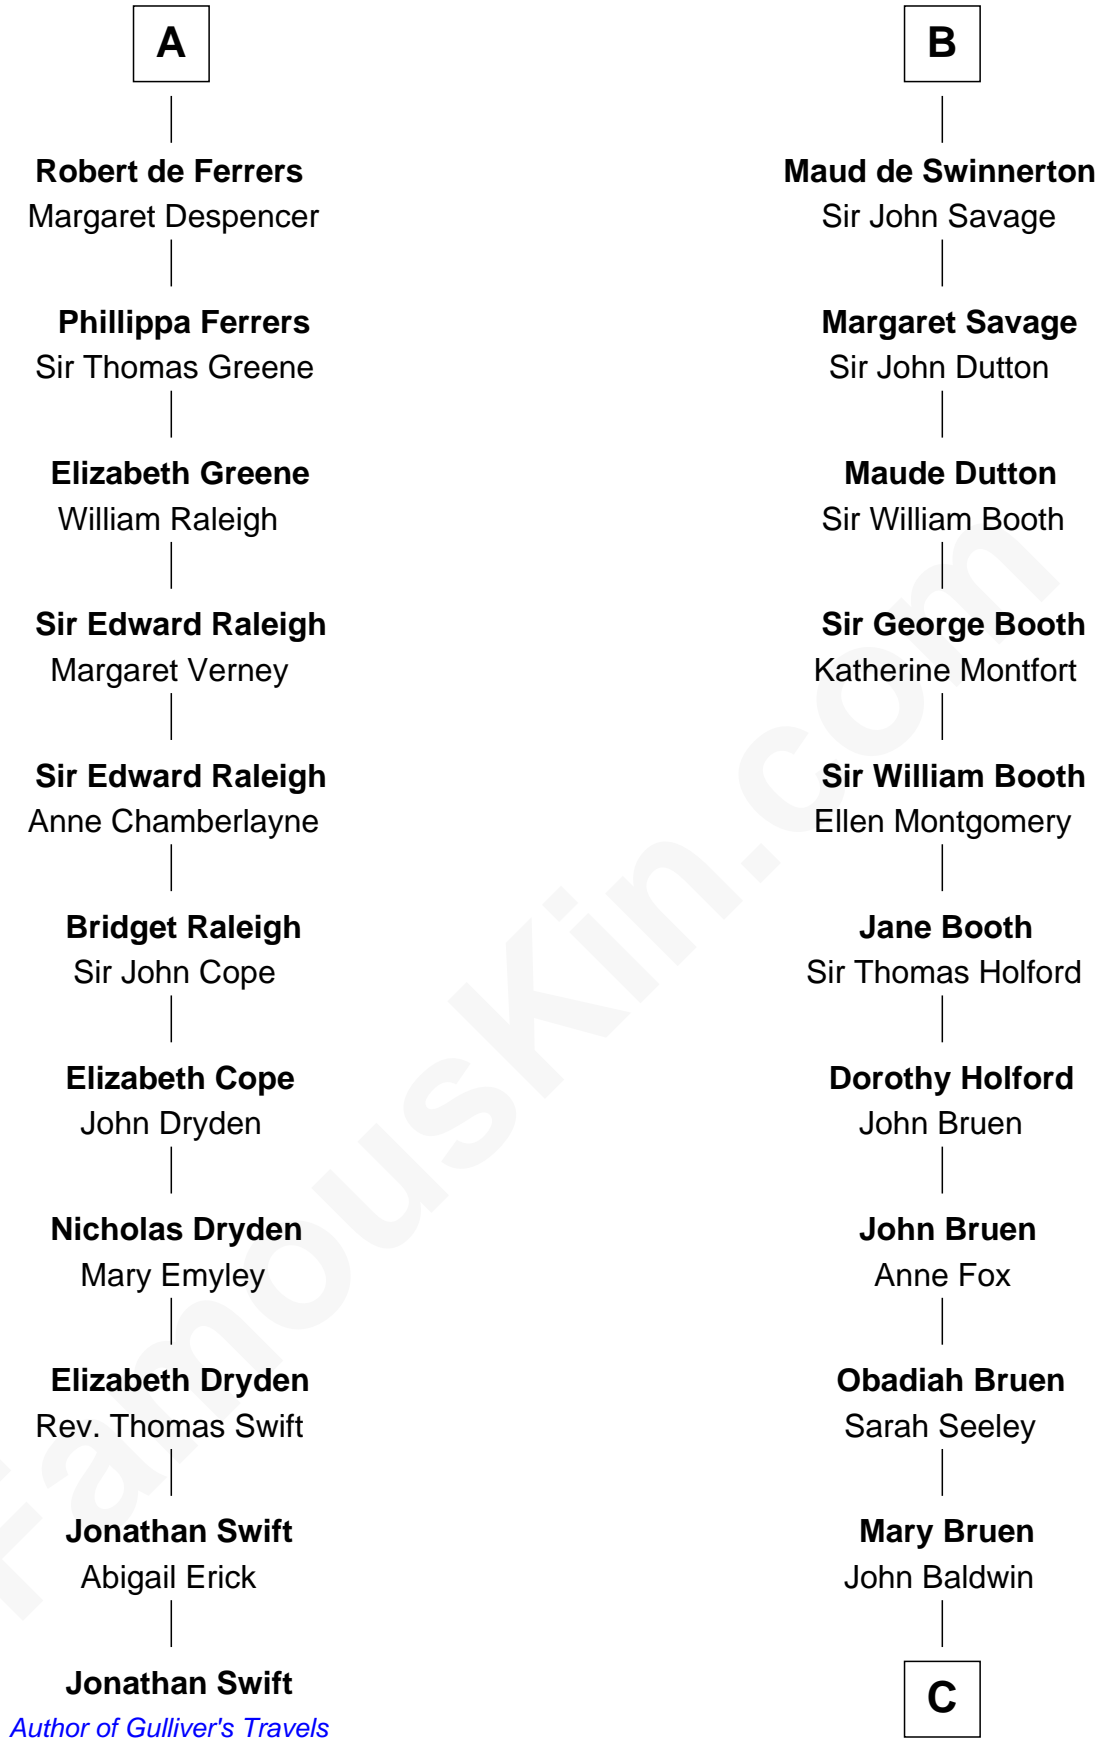 A
Robert de Ferrers
Margaret Despencer
Phillippa Ferrers
Sir Thomas Greene
Elizabeth Greene
William Raleigh
Sir Edward Raleigh
Margaret Verney
Sir Edward Raleigh
Anne Chamberlayne
Bridget Raleigh
Sir John Cope
Elizabeth Cope
John Dryden
Nicholas Dryden
Mary Emyley
Elizabeth Dryden
Rev. Thomas Swift
Jonathan Swift
Abigail Erick
Jonathan Swift
Author of Gulliver's Travels
B
Maud de Swinnerton
Sir John Savage
Margaret Savage
Sir John Dutton
Maude Dutton
Sir William Booth
Sir George Booth
Katherine Montfort
Sir William Booth
Ellen Montgomery
Jane Booth
Sir Thomas Holford
Dorothy Holford
John Bruen
John Bruen
Anne Fox
Obadiah Bruen
Sarah Seeley
Mary Bruen
John Baldwin
C
FamousKin.com